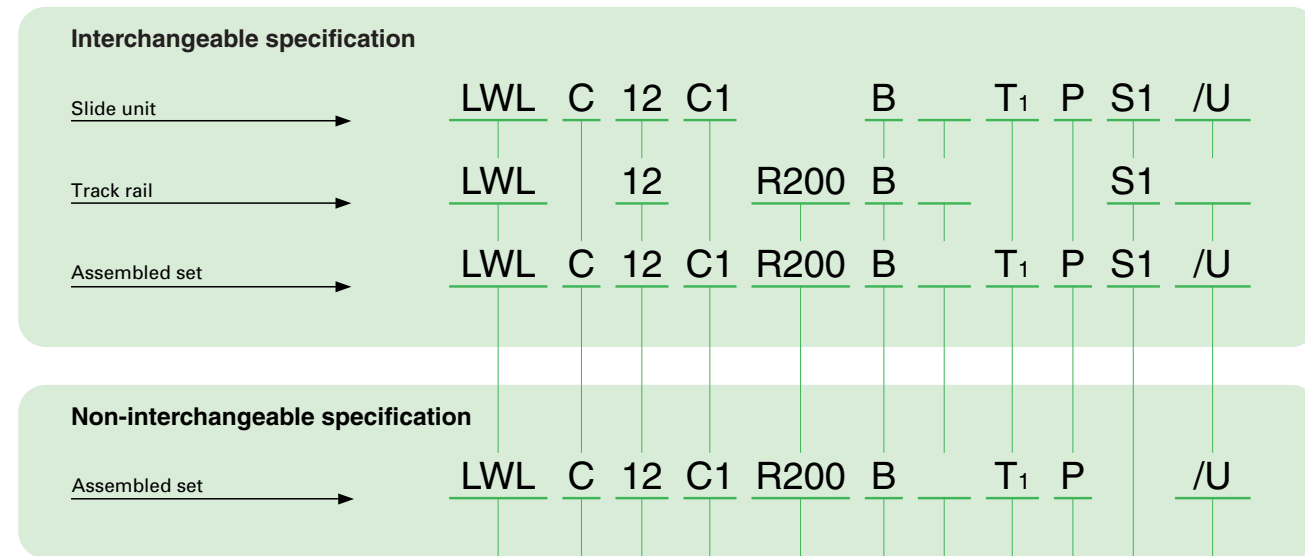 Interchangeable specification
Slide unit LWL C 12 C1 B T1 P S1 /U
Track rail LWL 12 R200 B S1
Assembled set LWL C 12 C1 R200 B T1 P S1 /U
Non-interchangeable specification
Assembled set LWL C 12 C1 R200 B T1 P /U